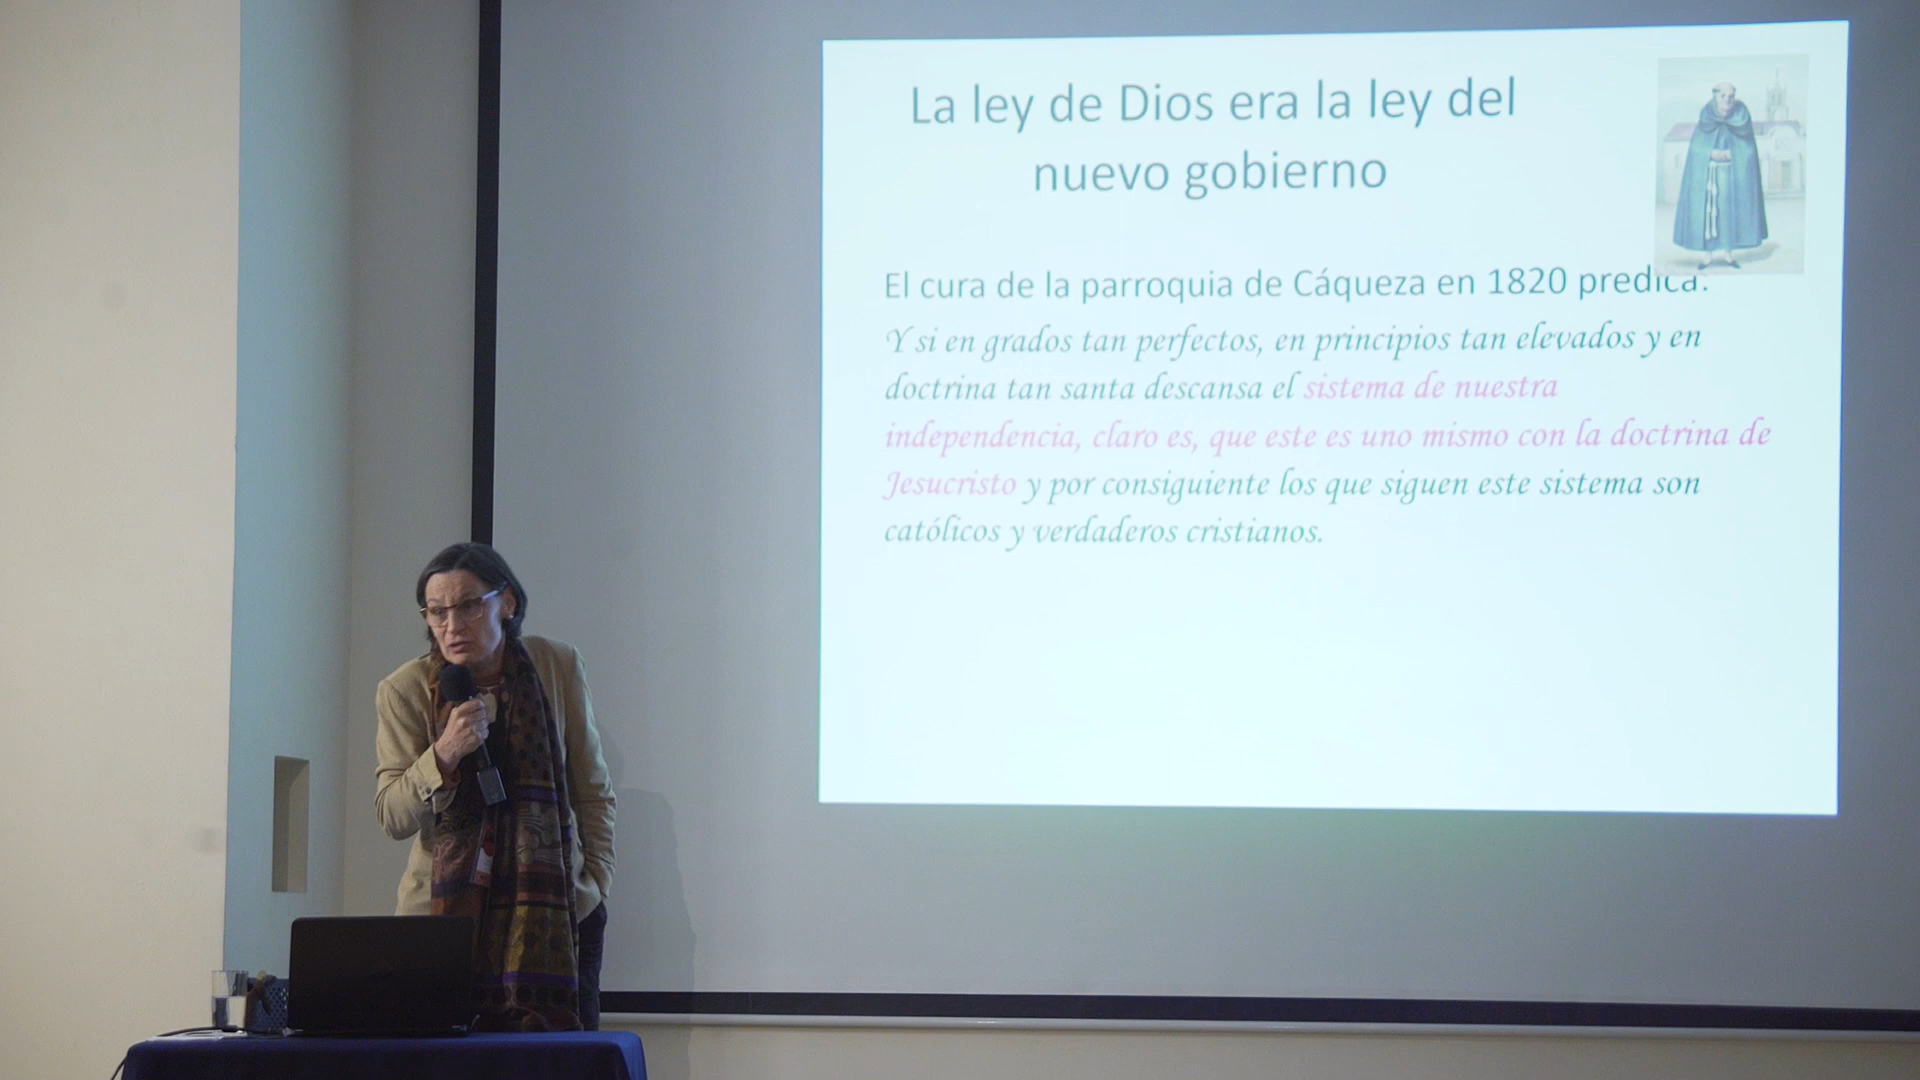 La ley de Dios era la ley del
nuevo gobierno
El cura de la parroquia de Cáqueza en 1820 predica:
Y si en grados tan perfectos, en principios tan elevados y en
doctrina tan santa descansa el sistema de nuestra
independencia, claro es, que este es uno mismo con la doctrina de
Jesucristo y por consiguiente los que siguen este sistema son
católicos y verdaderos cristianos.